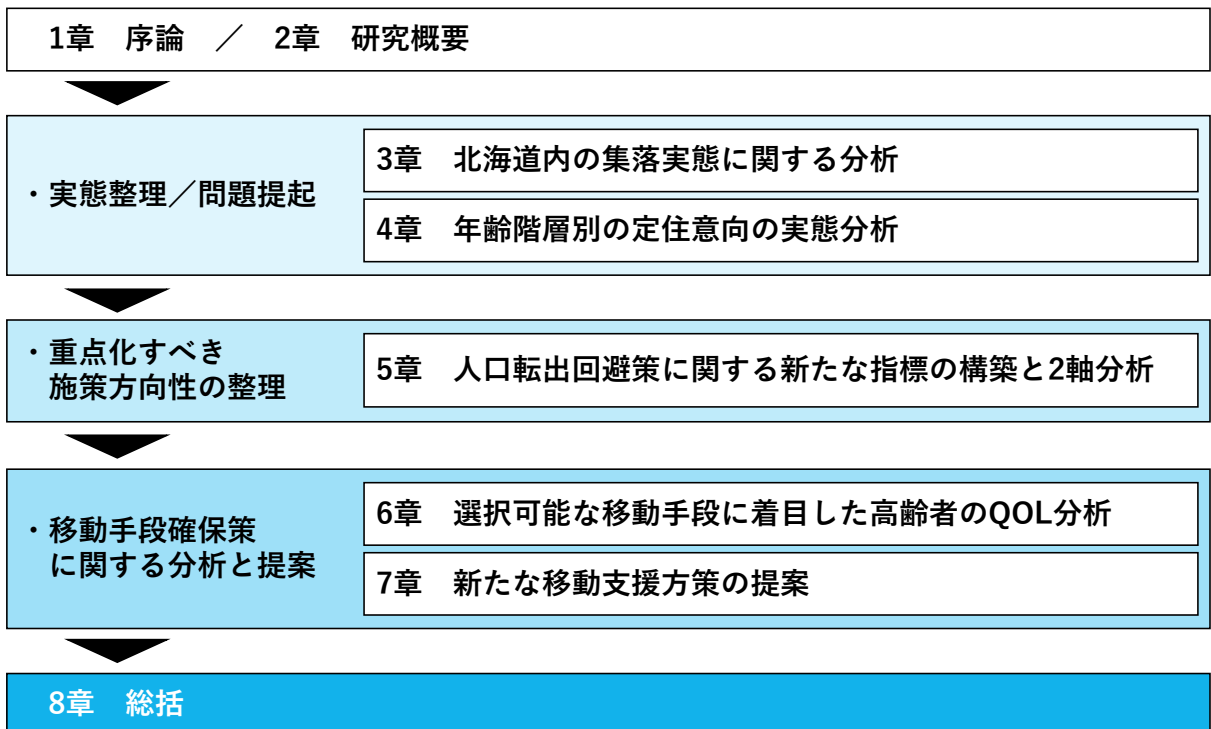 1章　序論　／　2章　研究概要
・実態整理／問題提起
3章　北海道内の集落実態に関する分析
4章　年齢階層別の定住意向の実態分析
・重点化すべき
施策方向性の整理
5章　人口転出回避策に関する新たな指標の構築と2軸分析
・移動手段確保策
に関する分析と提案
6章　選択可能な移動手段に着目した高齢者のQOL分析
7章　新たな移動支援方策の提案
8章　総括